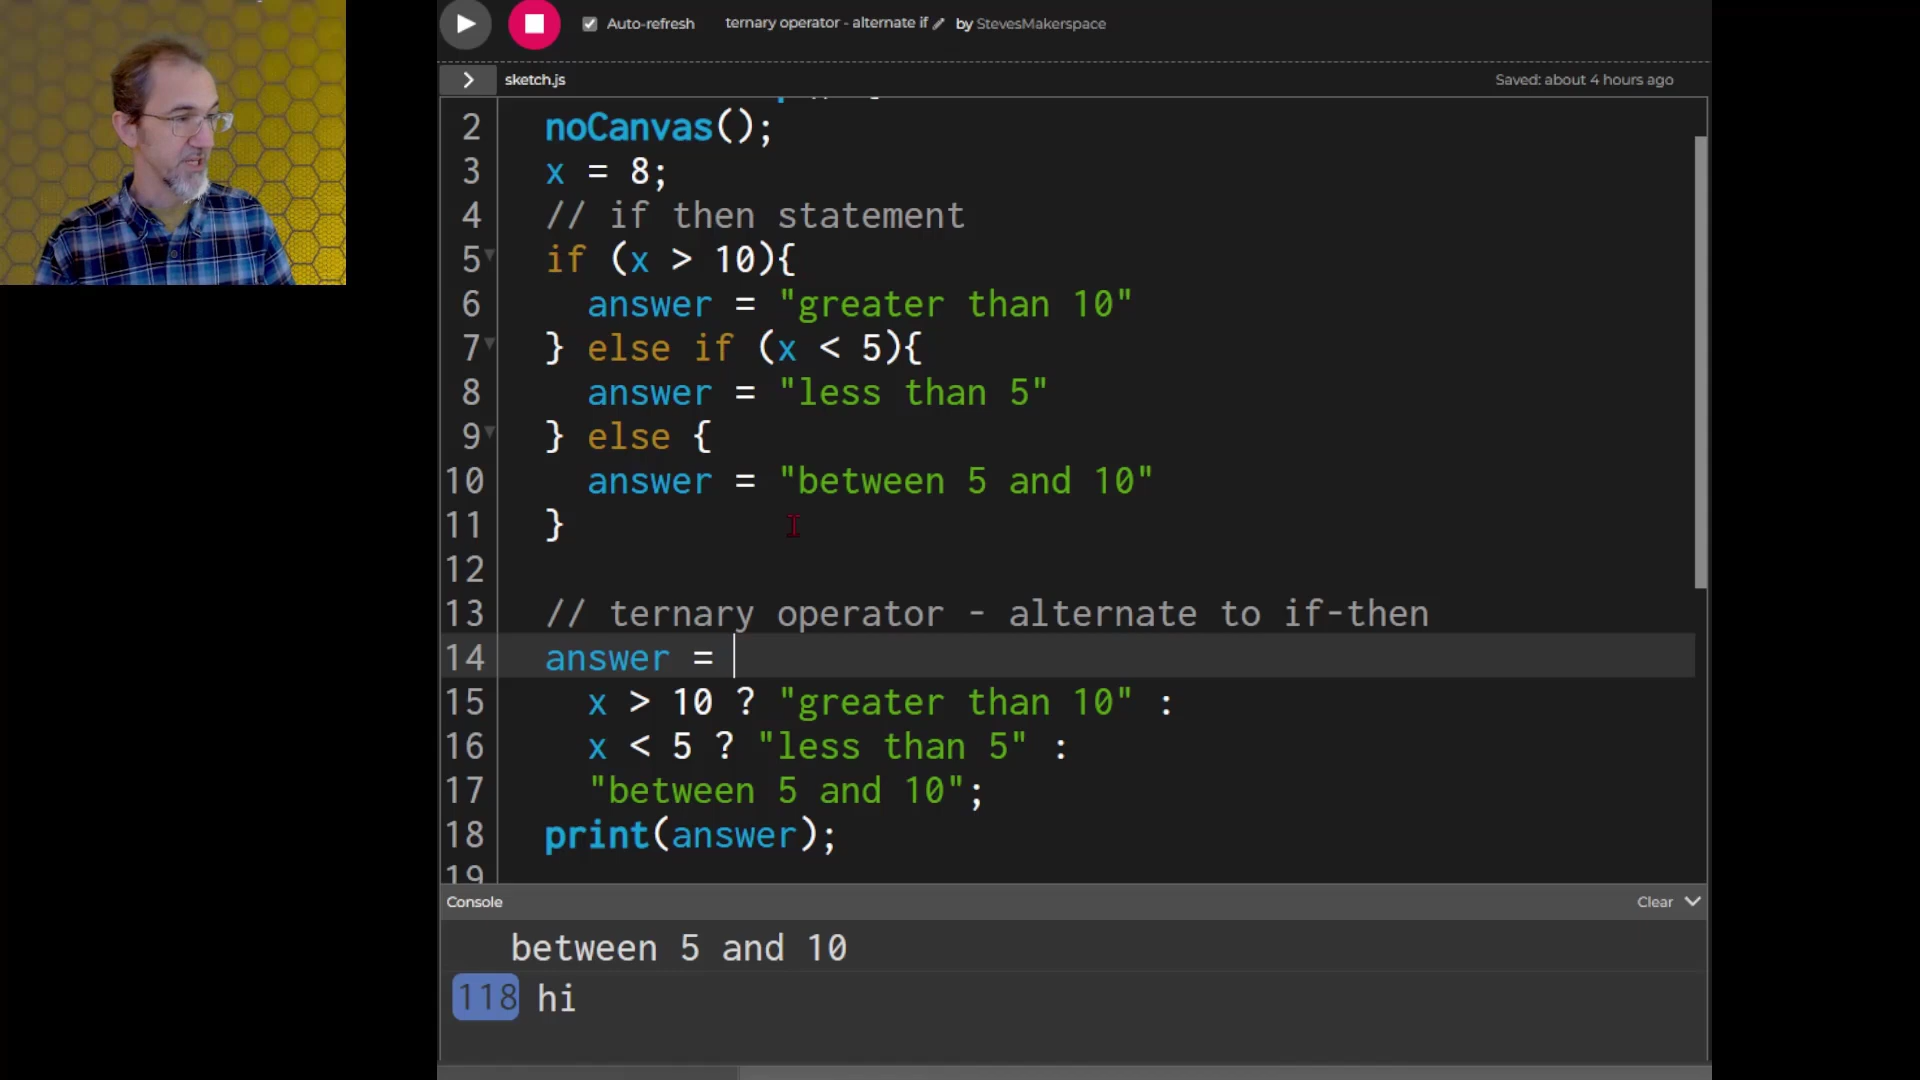 Auto-refresh ternary operator - alternate if by StevesMakerspace
sketch.js Saved: about 4 hours ago
2 noCanvas();
3 x = 8;
4 // if then statement
5 if (x > 10){
6 answer = "greater than 10"
7 } else if (x < 5){
8 answer = "less than 5"
9 } else {
10 answer = "between 5 and 10"
11 }
12
13 // ternary operator - alternate to if-then
14 answer =
15 x > 10 ? "greater than 10" :
16 x < 5 ? "less than 5" :
17 "between 5 and 10";
18 print(answer);
19
Console Clear
between 5 and 10
118 hi